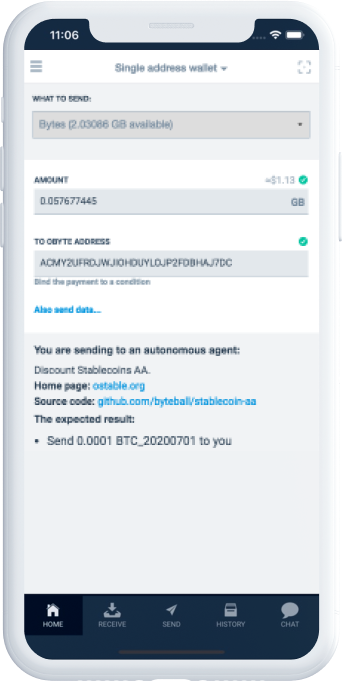 11:06
Single address wallet
WHAT TO SEND:
Bytes (2.03086 GB available)
AMOUNT
≈$1.13
0.057677445
GB
TO OBYTE ADDRESS
ACMY2UFRDJWJIOHDUYLOJP2FDBHAJ7DC
Bind the payment to a condition
Also send data...
You are sending to an autonomous agent:
Discount Stablecoins AA.
Home page: ostable.org
Source code: github.com/byteball/stablecoin-aa
The expected result:
• Send 0.0001 BTC_20200701 to you
HOME
RECEIVE
SEND
HISTORY
CHAT